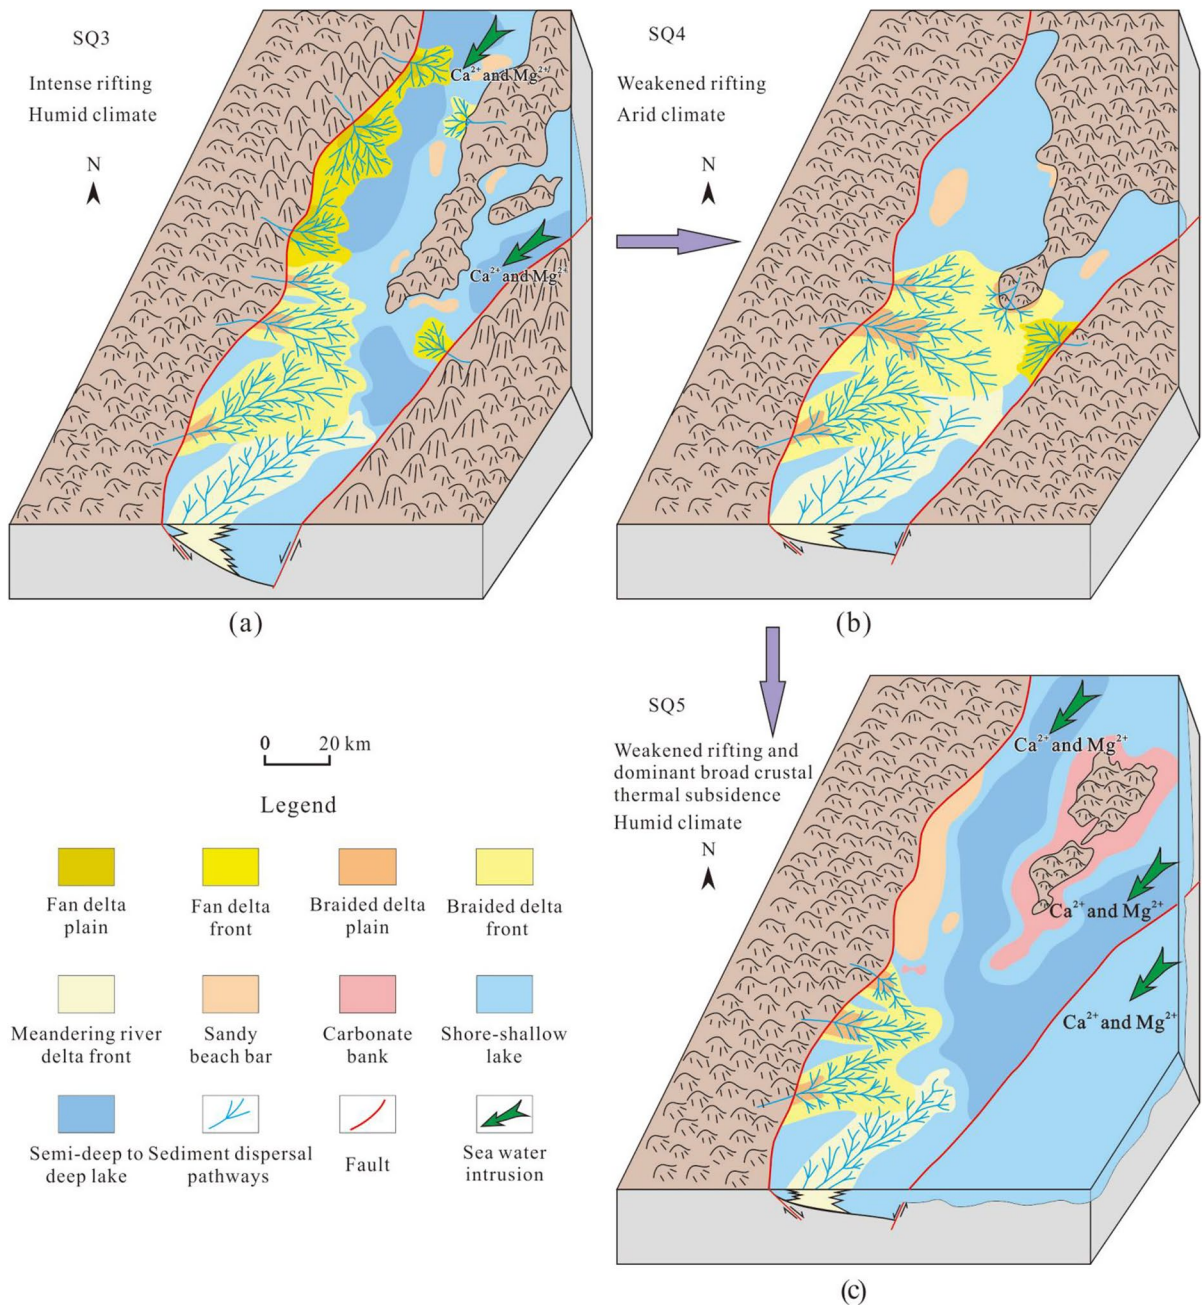 SQ3
Intense rifting
Humid climate
N
Ca²⁺ and Mg²⁺
Ca²⁺ and Mg²⁺
(a)
SQ4
Weakened rifting
Arid climate
N
(b)
SQ5
Weakened rifting and
dominant broad crustal
thermal subsidence
Humid climate
N
Ca²⁺ and Mg²⁺
Ca²⁺ and Mg²⁺
Ca²⁺ and Mg²⁺
(c)
0 20 km
Legend
Fan delta
plain
Fan delta
front
Braided delta
plain
Braided delta
front
Meandering river
delta front
Sandy
beach bar
Carbonate
bank
Shore-shallow
lake
Semi-deep to
deep lake
Sediment dispersal
pathways
Fault
Sea water
intrusion